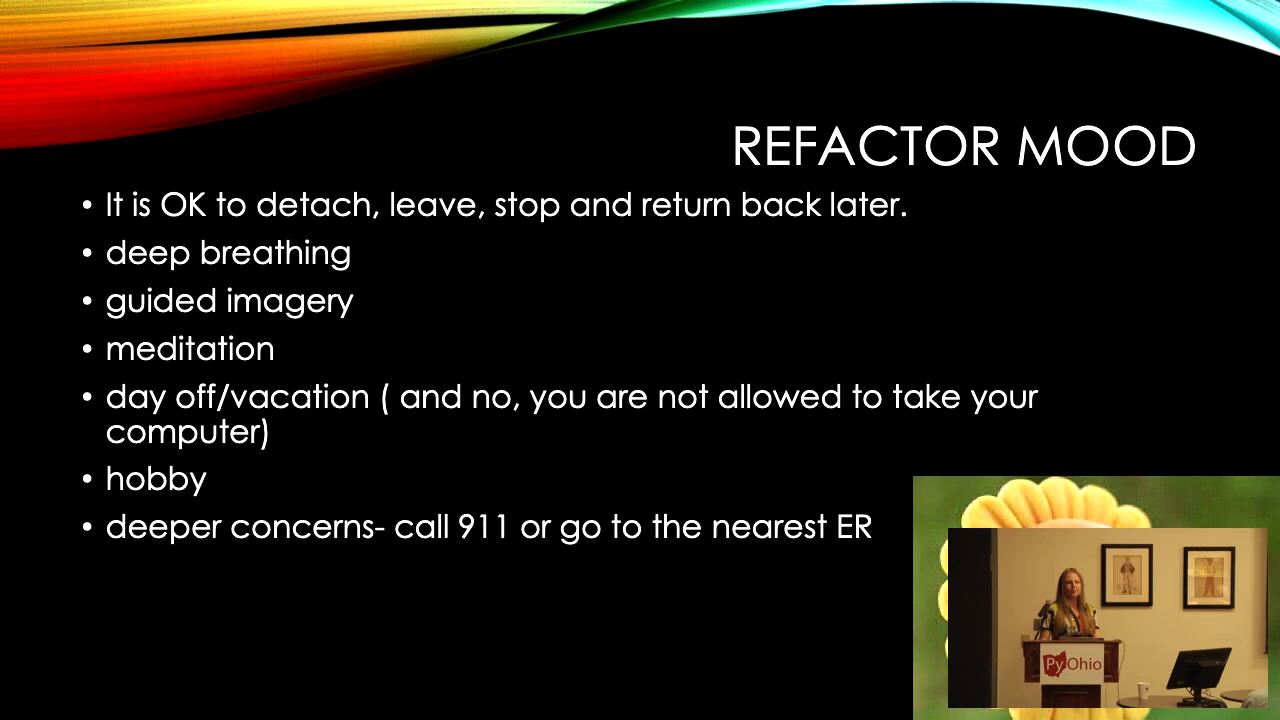 REFACTOR MOOD
• It is OK to detach, leave, stop and return back later.
• deep breathing
• guided imagery
• meditation
• day off/vacation ( and no, you are not allowed to take your
computer)
• hobby
• deeper concerns- call 911 or go to the nearest ER
PyOhio